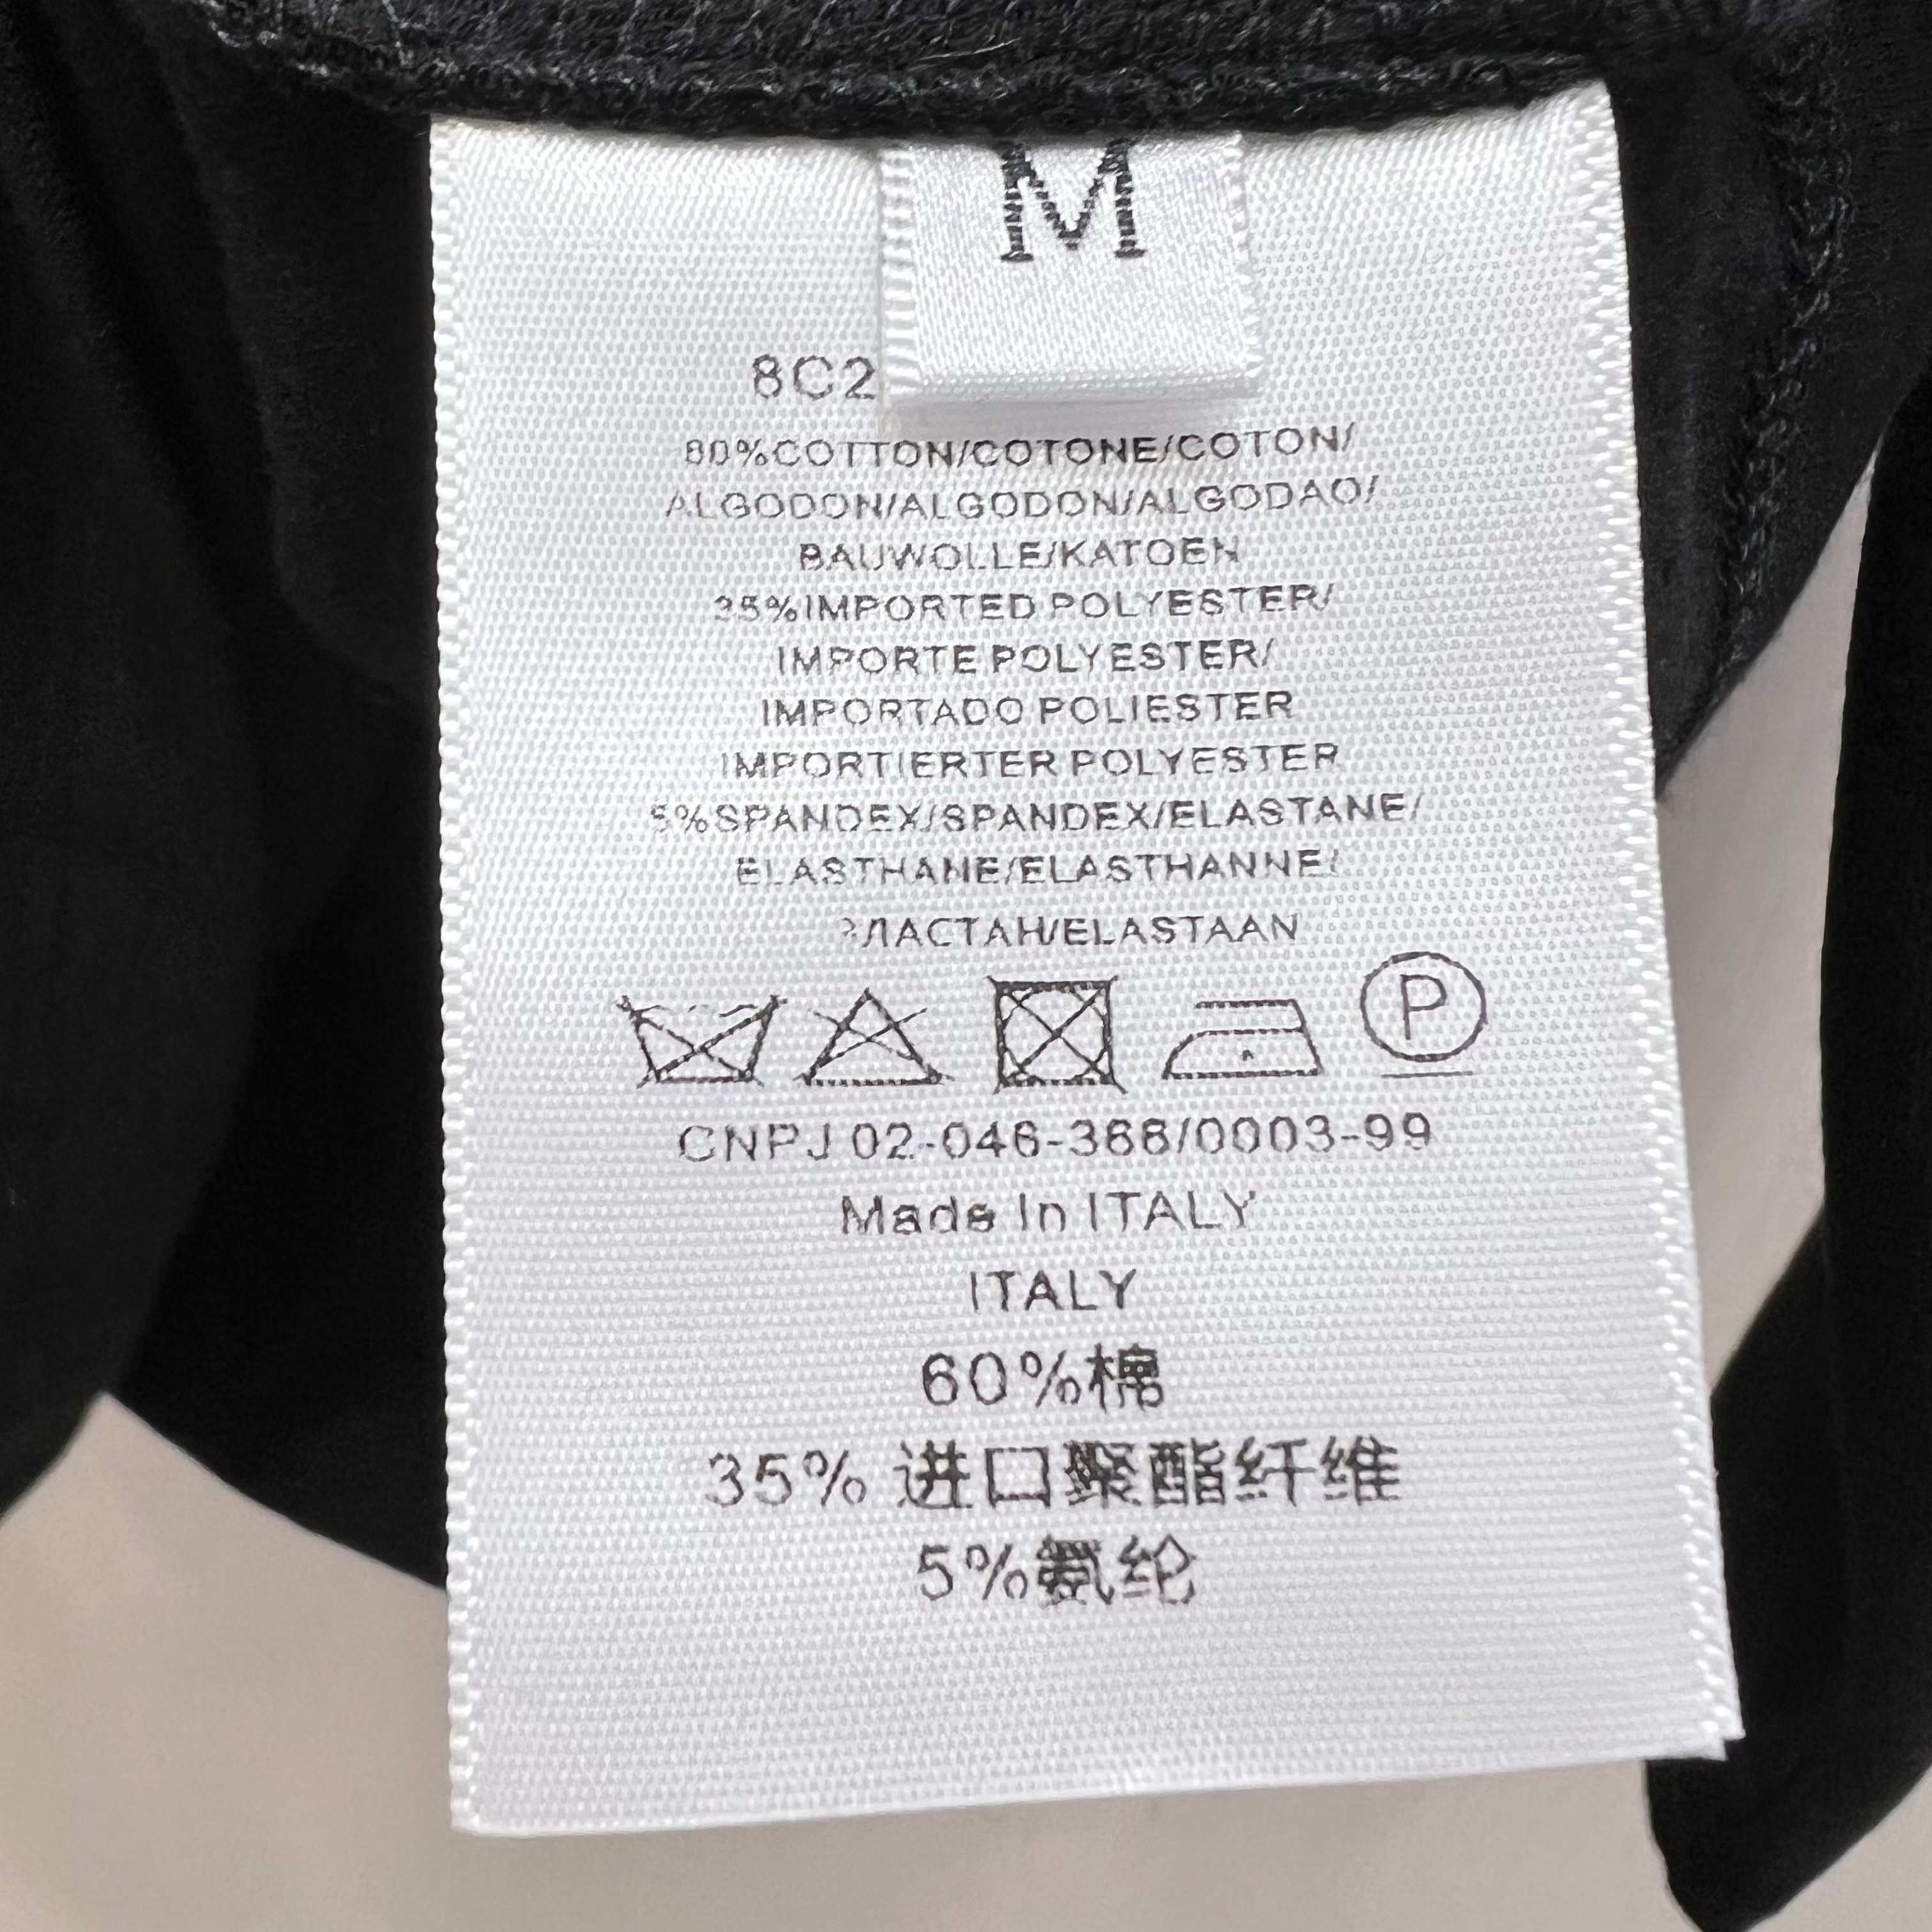 M
8C2
60%COTTON/COTONE/COTON/
ALGODON/ALGODON/ALGODAO/
BAUWOLLE/KATOEN
35%IMPORTED POLYESTER/
IMPORTE POLYESTER/
IMPORTADO POLIESTER
IMPORTIERTER POLYESTER
5%SPANDEX/SPANDEX/ELASTANE/
ELASTHANE/ELASTHANNE/
ЭЛАСТАН/ELASTAAN
P
CNPJ 02-046-366/0003-99
Made In ITALY
ITALY
60%棉
35% 进口聚酯纤维
5%氨纶